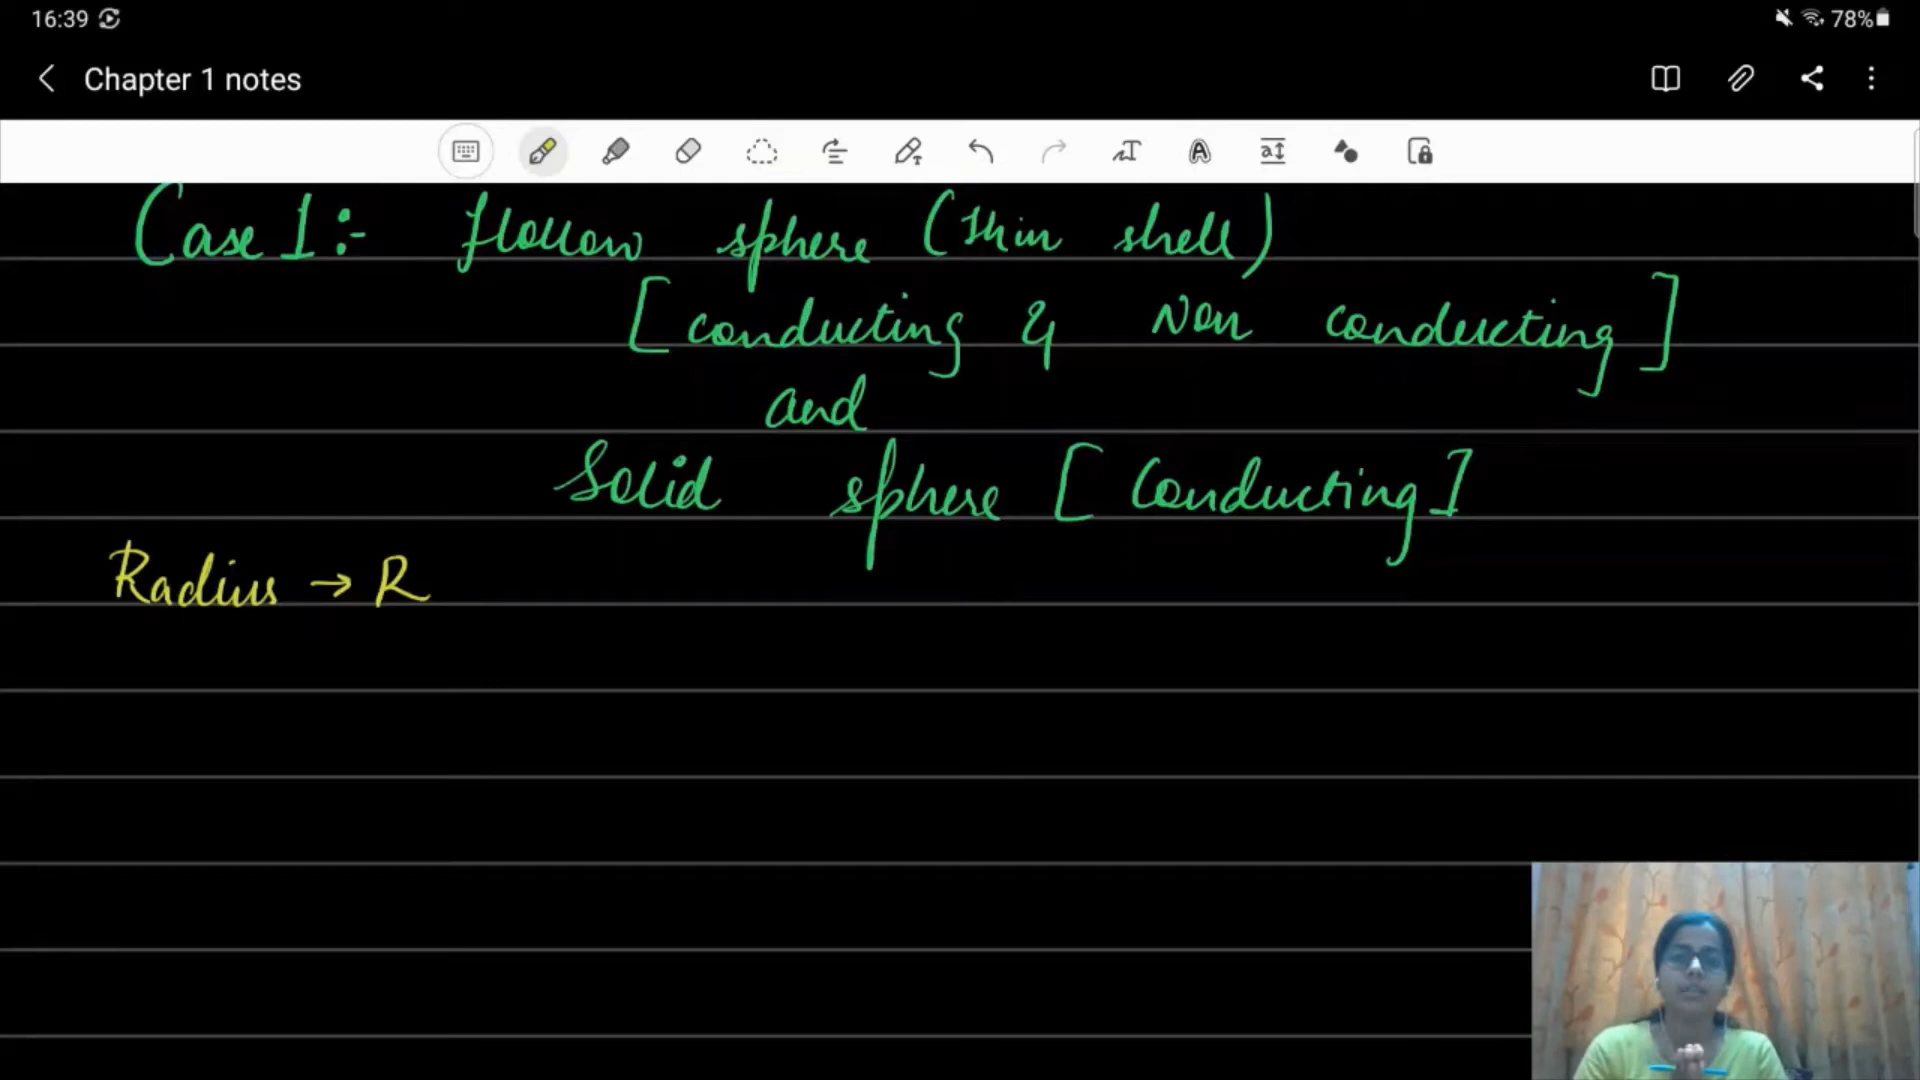 16:39 78%
Chapter 1 notes
Case 1:- Hollow sphere (thin shell)
[conducting & Non conducting]
and
Solid sphere [Conducting]
Radius → R